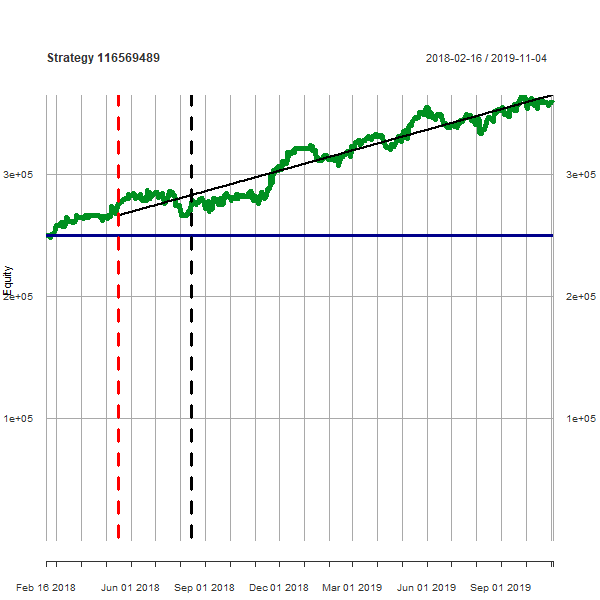 Strategy 116569489
2018-02-16 / 2019-11-04
3e+05
3e+05
Equity
2e+05
2e+05
1e+05
1e+05
Feb 16 2018
Jun 01 2018
Sep 01 2018
Dec 01 2018
Mar 01 2019
Jun 01 2019
Sep 01 2019